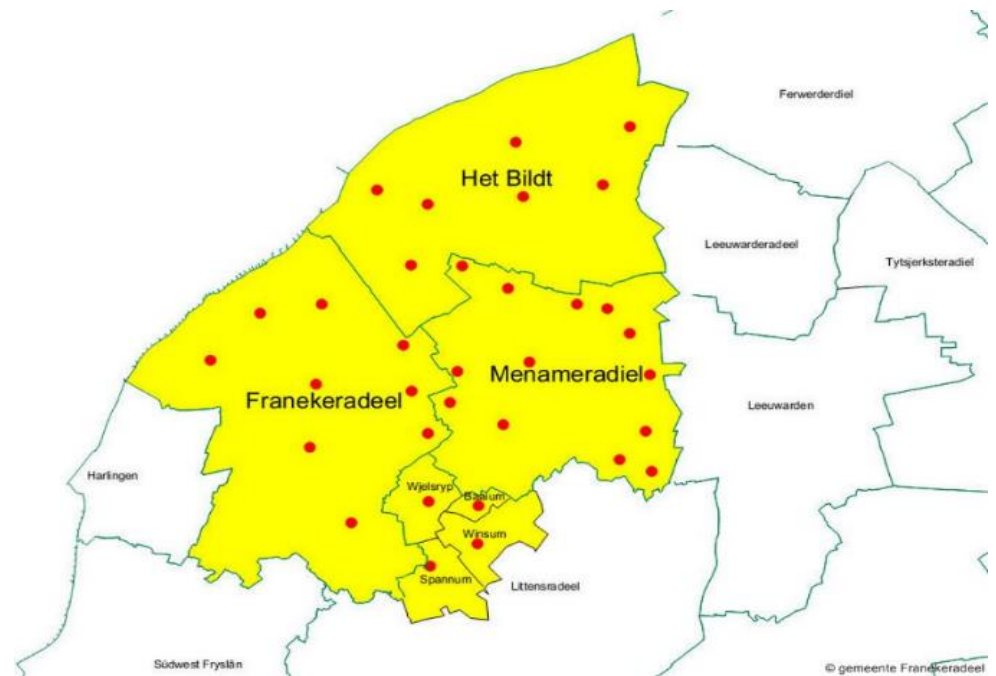 Ferwerderdiel
Het Bildt
Leeuwarderadeel
Tytsjerksteradiel
Menameradiel
Franekeradeel
Leeuwarden
Harlingen
Wjelsryp
Baaium
Winsum
Spannum
Littensradeel
Súdwest Fryslân
© gemeente Franekeradeel